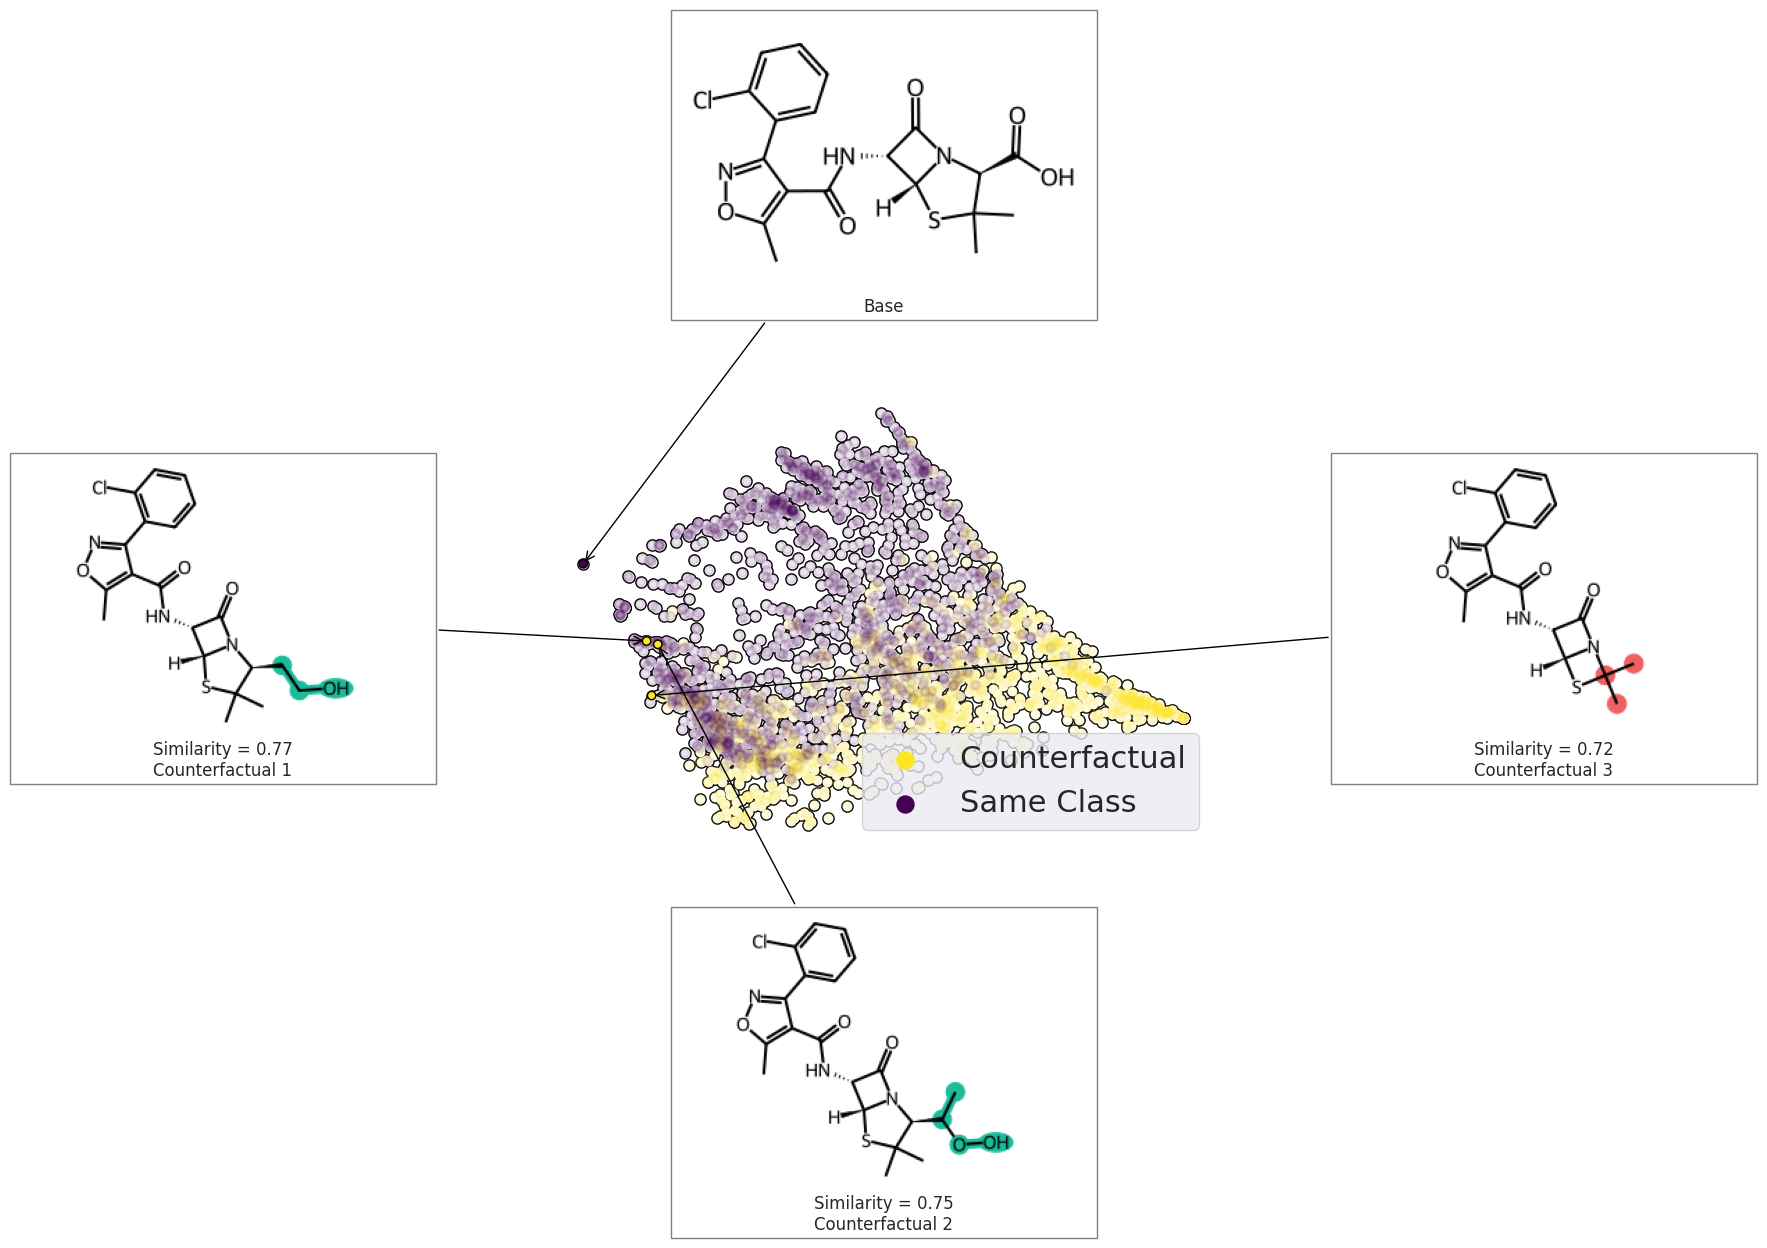 Cl
O
O
HN
N
N
OH
O
H
S
O
Base
Cl
N
O
O
O
HN
N
H
S
OH
Similarity = 0.77
Counterfactual 1
Cl
N
O
O
O
HN
N
H
S
Similarity = 0.72
Counterfactual 3
Counterfactual
Same Class
Cl
N
O
O
O
HN
N
H
S
O
OH
Similarity = 0.75
Counterfactual 2